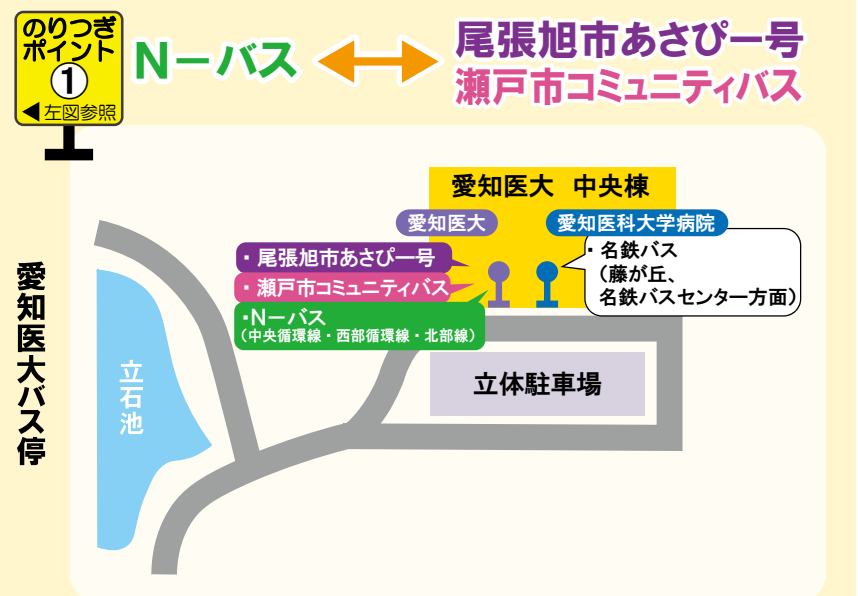 のりつぎ
ポイント
①
◀左図参照
N－バス
尾張旭市あさぴー号
瀬戸市コミュニティバス
愛知医大バス停
愛知医大　中央棟
愛知医大
愛知医科大学病院
・尾張旭市あさぴー号
・瀬戸市コミュニティバス
・N－バス
（中央循環線・西部循環線・北部線）
・名鉄バス
（藤が丘、
名鉄バスセンター方面）
立石池
立体駐車場